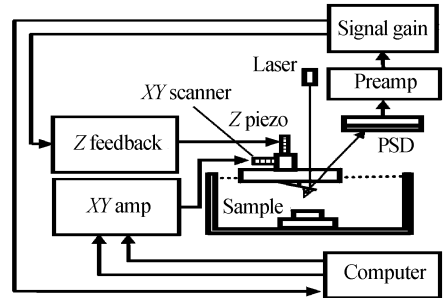 Signal gain
Laser
Preamp
XY scanner
Z piezo
Z feedback
PSD
XY amp
Sample
Computer